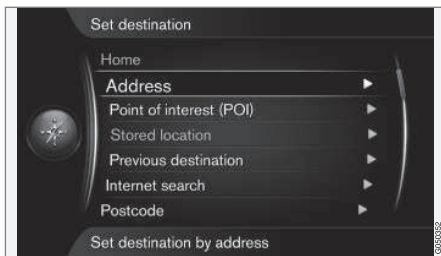 Set destination
Home
Address
Point of interest (POI)
Stored location
Previous destination
Internet search
Postcode
Set destination by address
G050352